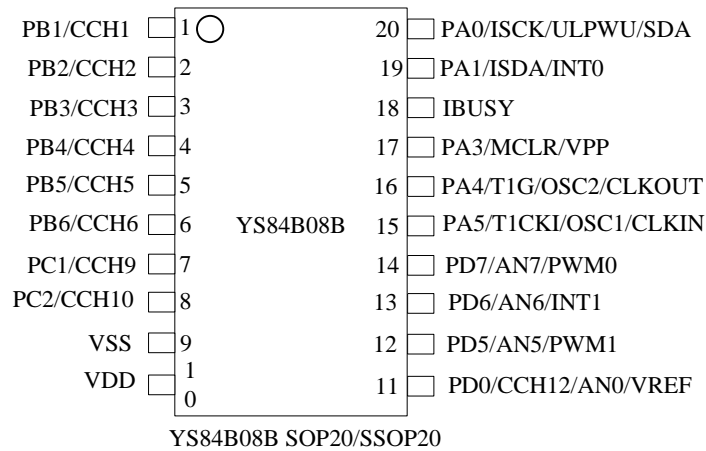 PB1/CCH1 1 20 PA0/ISCK/ULPWU/SDA
PB2/CCH2 2 19 PA1/ISDA/INT0
PB3/CCH3 3 18 IBUSY
PB4/CCH4 4 17 PA3/MCLR/VPP
PB5/CCH5 5 16 PA4/T1G/OSC2/CLKOUT
PB6/CCH6 6 YS84B08B 15 PA5/T1CKI/OSC1/CLKIN
PC1/CCH9 7 14 PD7/AN7/PWM0
PC2/CCH10 8 13 PD6/AN6/INT1
VSS 9 12 PD5/AN5/PWM1
VDD 10 11 PD0/CCH12/AN0/VREF
YS84B08B SOP20/SSOP20